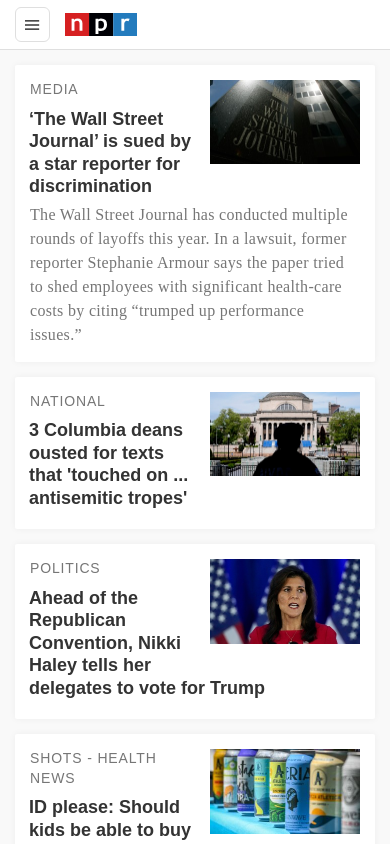 npr
MEDIA
‘The Wall Street
Journal’ is sued by
a star reporter for
discrimination
THE
WALL
STREET
JOURNAL
The Wall Street Journal has conducted multiple
rounds of layoffs this year. In a lawsuit, former
reporter Stephanie Armour says the paper tried
to shed employees with significant health-care
costs by citing “trumped up performance
issues.”
NATIONAL
3 Columbia deans
ousted for texts
that 'touched on ...
antisemitic tropes'
POLITICS
Ahead of the
Republican
Convention, Nikki
Haley tells her
delegates to vote for Trump
SHOTS - HEALTH
NEWS
ID please: Should
kids be able to buy